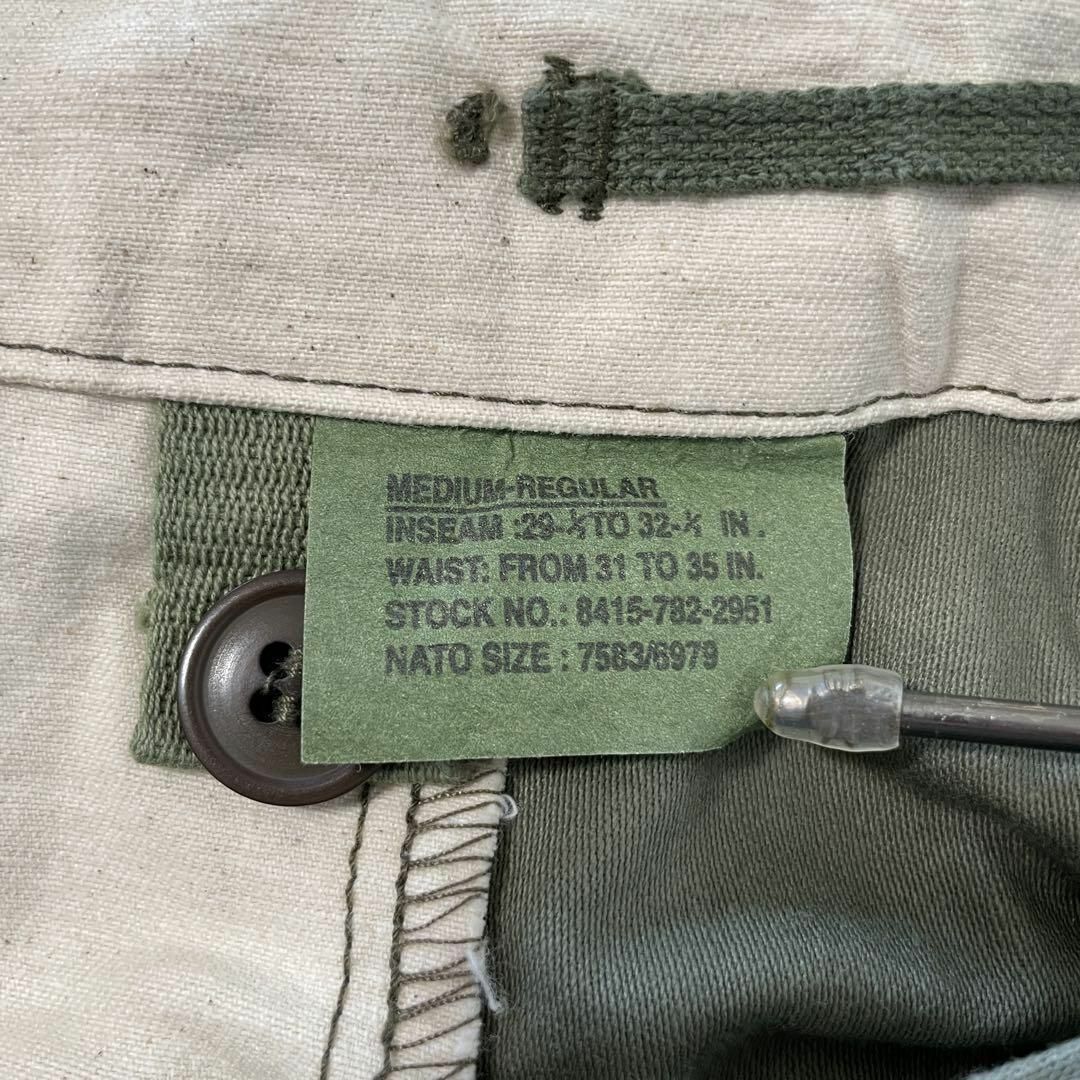 MEDIUM-REGULAR
INSEAM :29-½TO 32-½ IN .
WAIST: FROM 31 TO 35 IN.
STOCK NO.: 8415-782-2951
NATO SIZE : 7583/6979